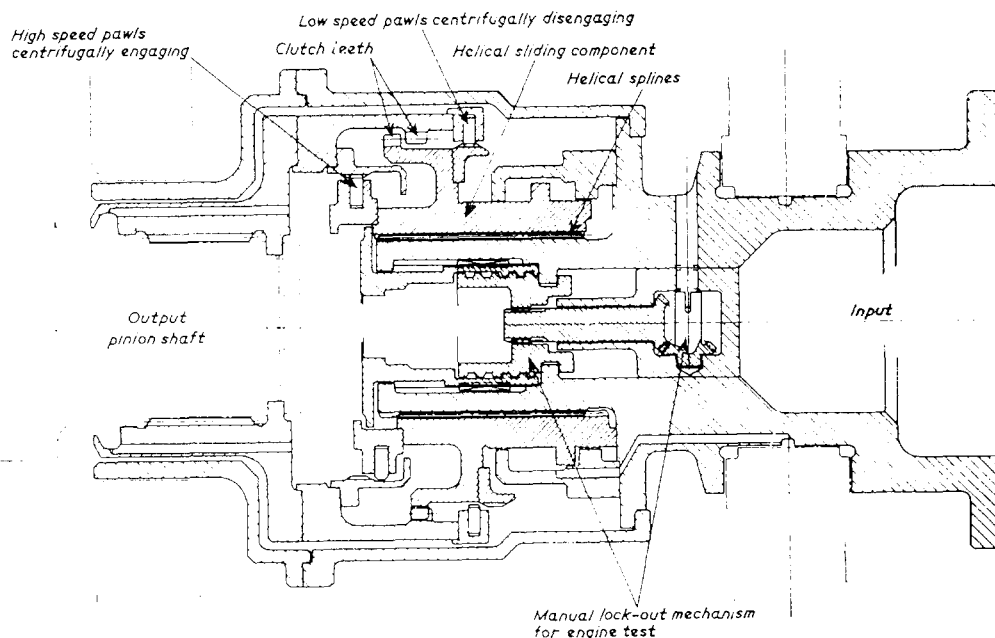 Low speed pawls centrifugally disengaging
High speed pawls
centrifugally engaging
Clutch teeth
Helical sliding component
Helical splines
Output
pinion shaft
Input
Manual lock-out mechanism
for engine test